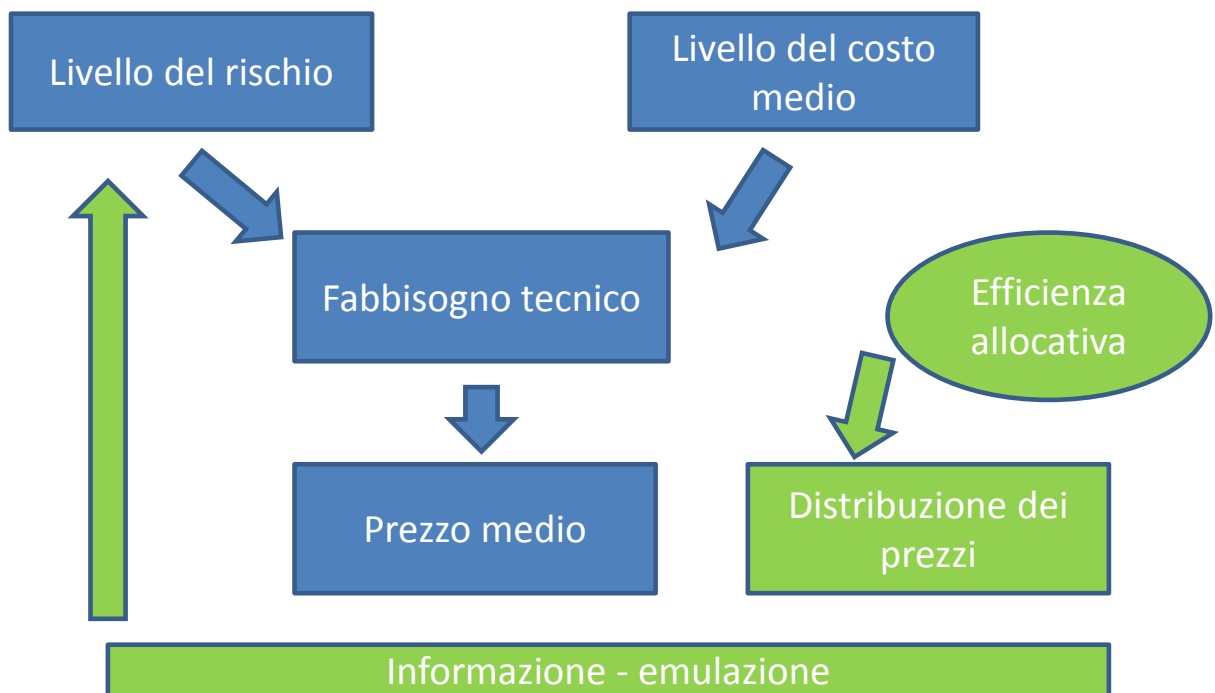 Livello del rischio
Livello del costo
medio
Fabbisogno tecnico
Efficienza
allocativa
Prezzo medio
Distribuzione dei
prezzi
Informazione - emulazione